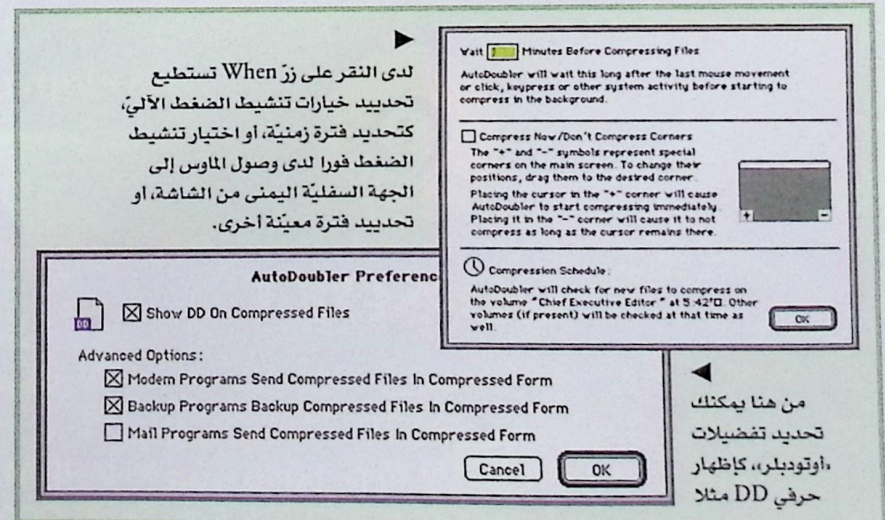 لدى النقر على زرّ When تستطيع
تحديد خيارات تنشيط الضغط الآليّ،
كتحديد فترة زمنيّة، أو اختيار تنشيط
الضغط فورا لدى وصول الماوس إلى
الجهة السفليّة اليمنى من الشاشة، أو
تحديد فترة معيّنة أخرى.
Wait Minutes Before Compressing Files
AutoDoubler will wait this long after the last mouse movement
or click, keypress or other system activity before starting to
compress in the background.
Compress Now/Don't Compress Corners
The "+" and "-" symbols represent special
corners on the main screen. To change their
positions, drag them to the desired corner.
Placing the cursor in the "+" corner will cause
AutoDoubler to start compressing immediately.
Placing it in the "-" corner will cause it to not
compress as long as the cursor remains there.
+ -
Compression Schedule:
AutoDoubler will check for new files to compress on
the volume "Chief Executive Editor" at 5:42 Other
volumes (if present) will be checked at that time as
well.
OK
AutoDoubler Preferenc
DD
Show DD On Compressed Files
Advanced Options:
Modem Programs Send Compressed Files In Compressed Form
Backup Programs Backup Compressed Files In Compressed Form
Mail Programs Send Compressed Files In Compressed Form
Cancel OK
من هنا يمكنك
تحديد تفضيلات
«أوتودبلر»، كإظهار
حرفي DD مثلا